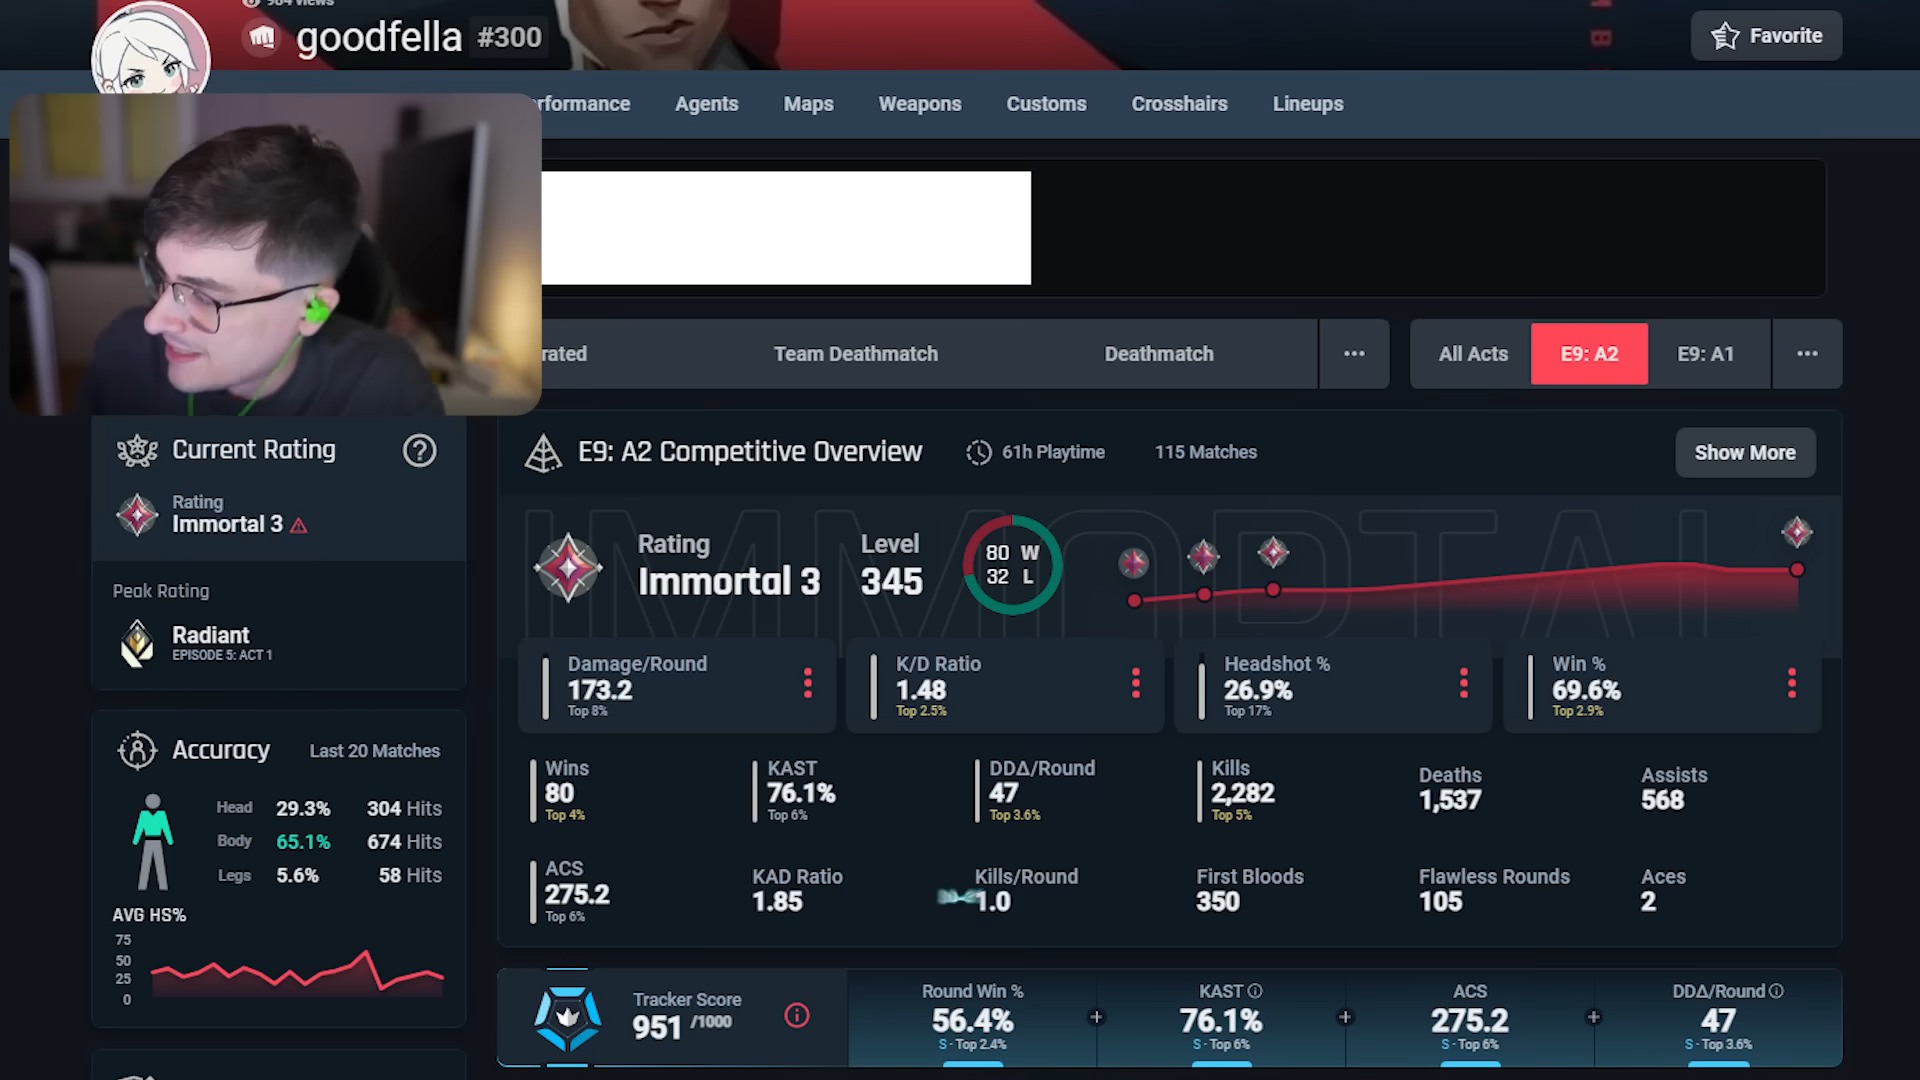 984 views
goodfella #300
Favorite
rformance Agents Maps Weapons Customs Crosshairs Lineups
rated Team Deathmatch Deathmatch ••• All Acts E9: A2 E9: A1 •••
Current Rating ?
Rating
Immortal 3
Peak Rating
Radiant
EPISODE 5: ACT 1
Accuracy Last 20 Matches
Head 29.3% 304 Hits
Body 65.1% 674 Hits
Legs 5.6% 58 Hits
AVG HS%
75
50
25
0
E9: A2 Competitive Overview 61h Playtime 115 Matches Show More
IMMORTAL
Rating Level
Immortal 3 345
80 W
32 L
Damage/Round
173.2
Top 8%
K/D Ratio
1.48
Top 2.5%
Headshot %
26.9%
Top 17%
Win %
69.6%
Top 2.9%
Wins
80
Top 4%
KAST
76.1%
Top 6%
DDΔ/Round
47
Top 3.6%
Kills
2,282
Top 5%
Deaths
1,537
Assists
568
ACS
275.2
Top 6%
KAD Ratio
1.85
Kills/Round
1.0
First Bloods
350
Flawless Rounds
105
Aces
2
Tracker Score
951 /1000
Round Win %
56.4%
S - Top 2.4%
+
KAST
76.1%
S - Top 6%
+
ACS
275.2
S - Top 6%
+
DDΔ/Round
47
S - Top 3.6%